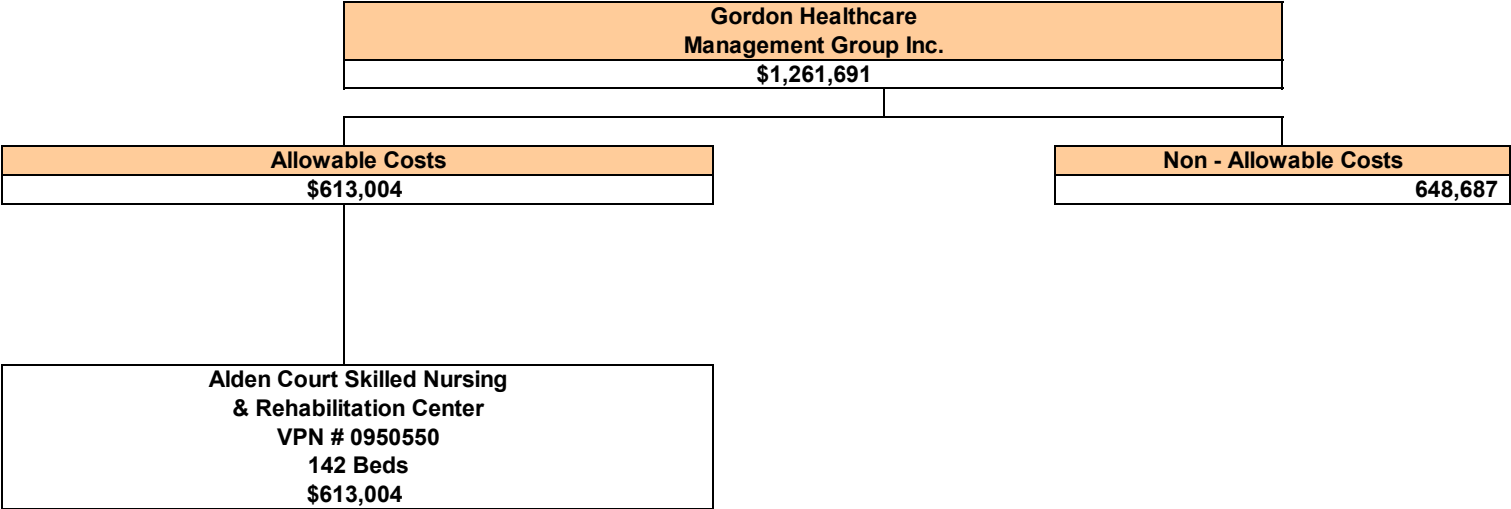 Gordon Healthcare
Management Group Inc.
$1,261,691
Allowable Costs
$613,004
Non - Allowable Costs
648,687
Alden Court Skilled Nursing
& Rehabilitation Center
VPN # 0950550
142 Beds
$613,004